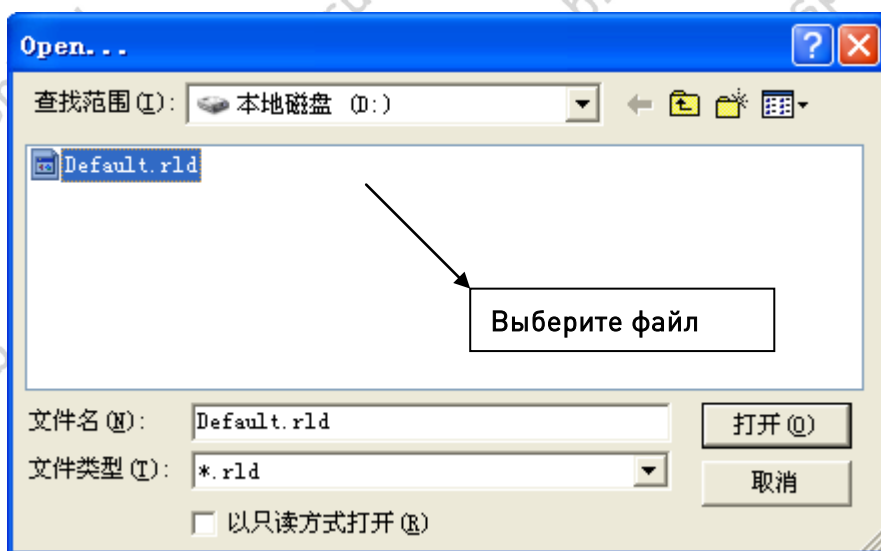 Open...
查找范围(I): 本地磁盘 (D:)
Default.rld
Выберите файл
文件名(N): Default.rld 打开(O)
文件类型(T): *.rld 取消
以只读方式打开(R)